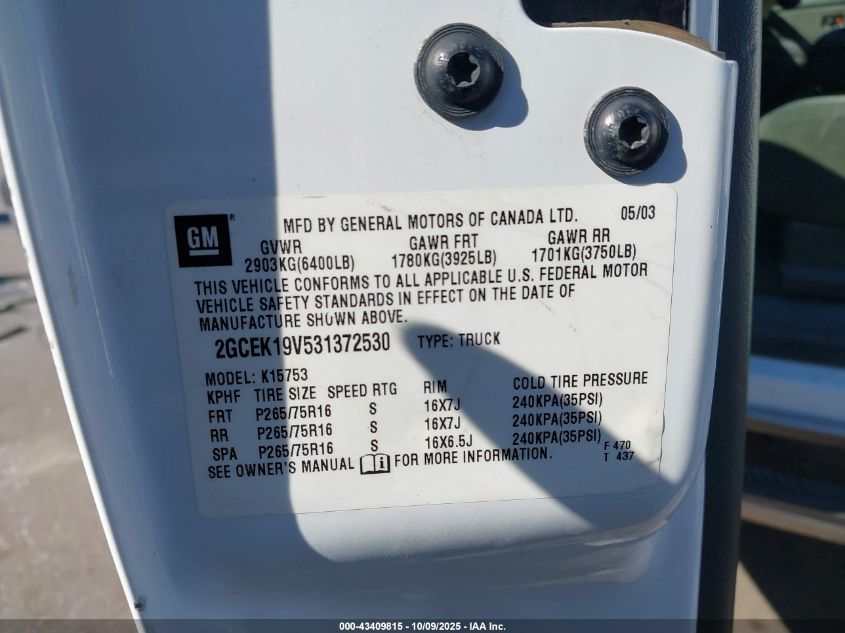 GM ®
MFD BY GENERAL MOTORS OF CANADA LTD. 05/03
GVWR GAWR FRT GAWR RR
2903KG(6400LB) 1780KG(3925LB) 1701KG(3750LB)
THIS VEHICLE CONFORMS TO ALL APPLICABLE U.S. FEDERAL MOTOR
VEHICLE SAFETY STANDARDS IN EFFECT ON THE DATE OF
MANUFACTURE SHOWN ABOVE.
2GCEK19V531372530 TYPE: TRUCK
MODEL: K15753
KPHF TIRE SIZE SPEED RTG RIM COLD TIRE PRESSURE
FRT P265/75R16 S 16X7J 240KPA(35PSI)
RR P265/75R16 S 16X7J 240KPA(35PSI)
SPA P265/75R16 S 16X6.5J 240KPA(35PSI)
SEE OWNER'S MANUAL i FOR MORE INFORMATION.
F 470
T 437
000-43409815 - 10/09/2025 - IAA Inc.